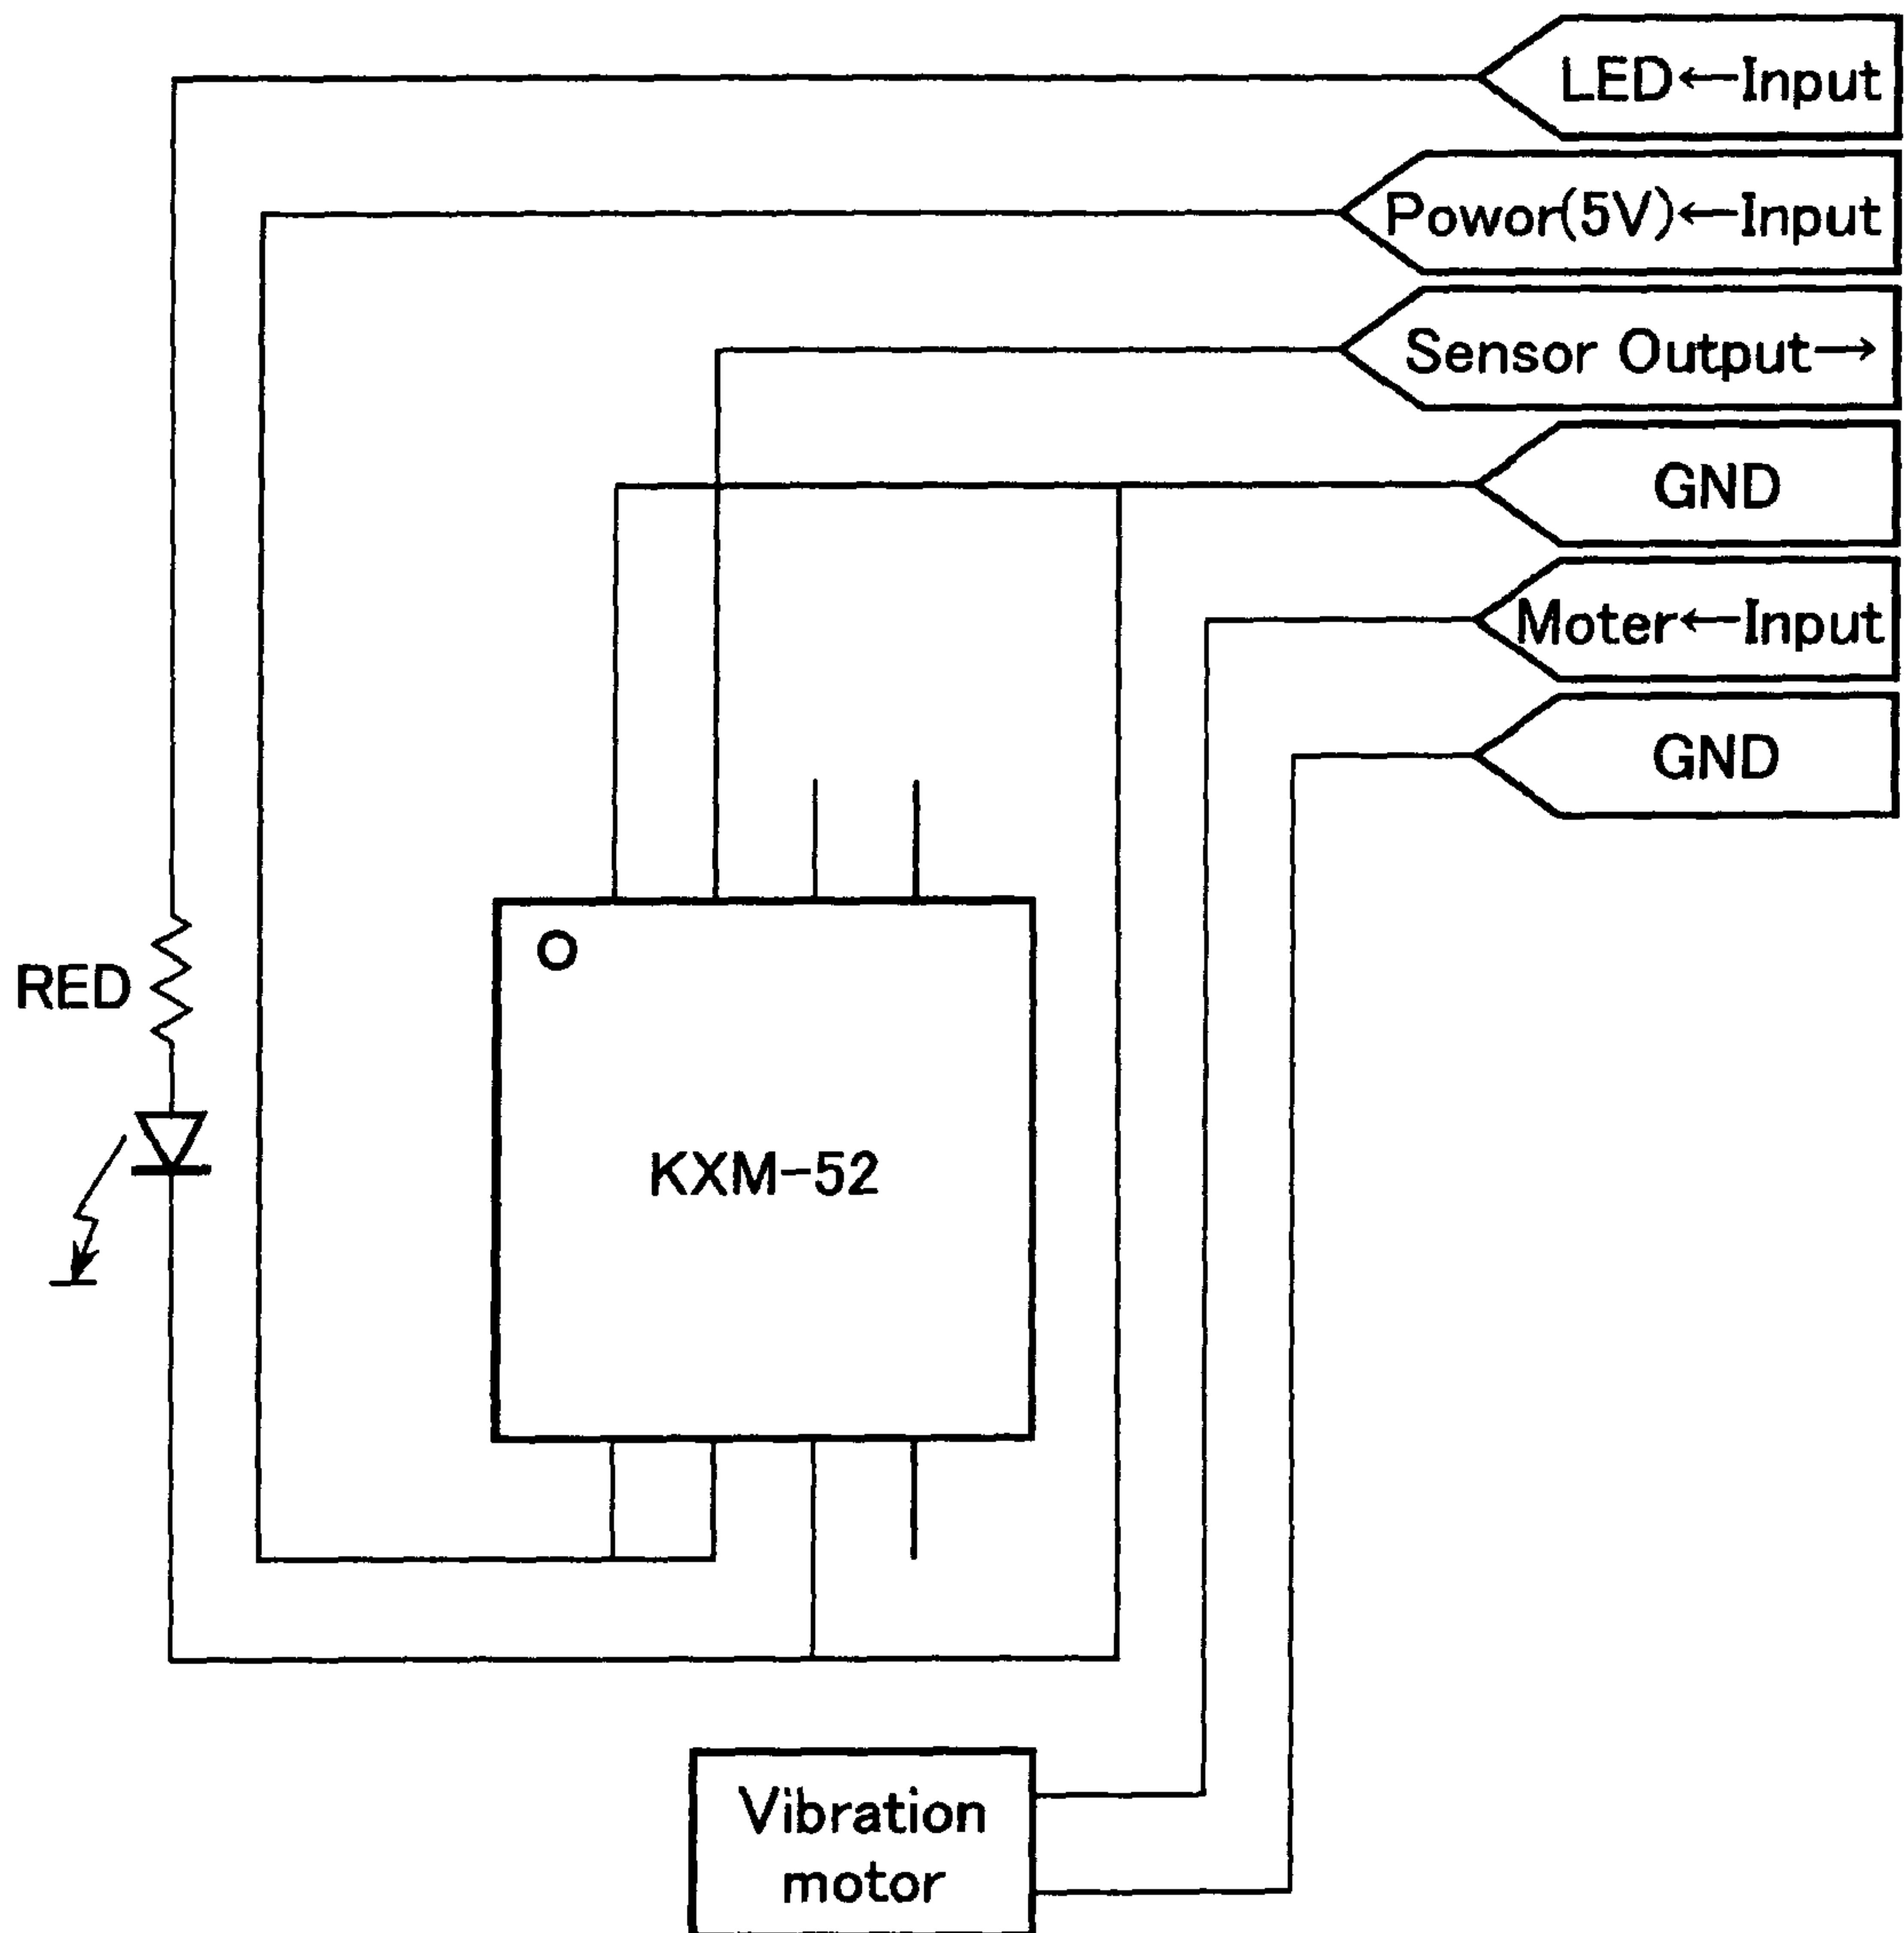 LED←Input
Powor(5V)←Input
Sensor Output→
GND
Moter←Input
GND
RED
KXM-52
Vibration
motor